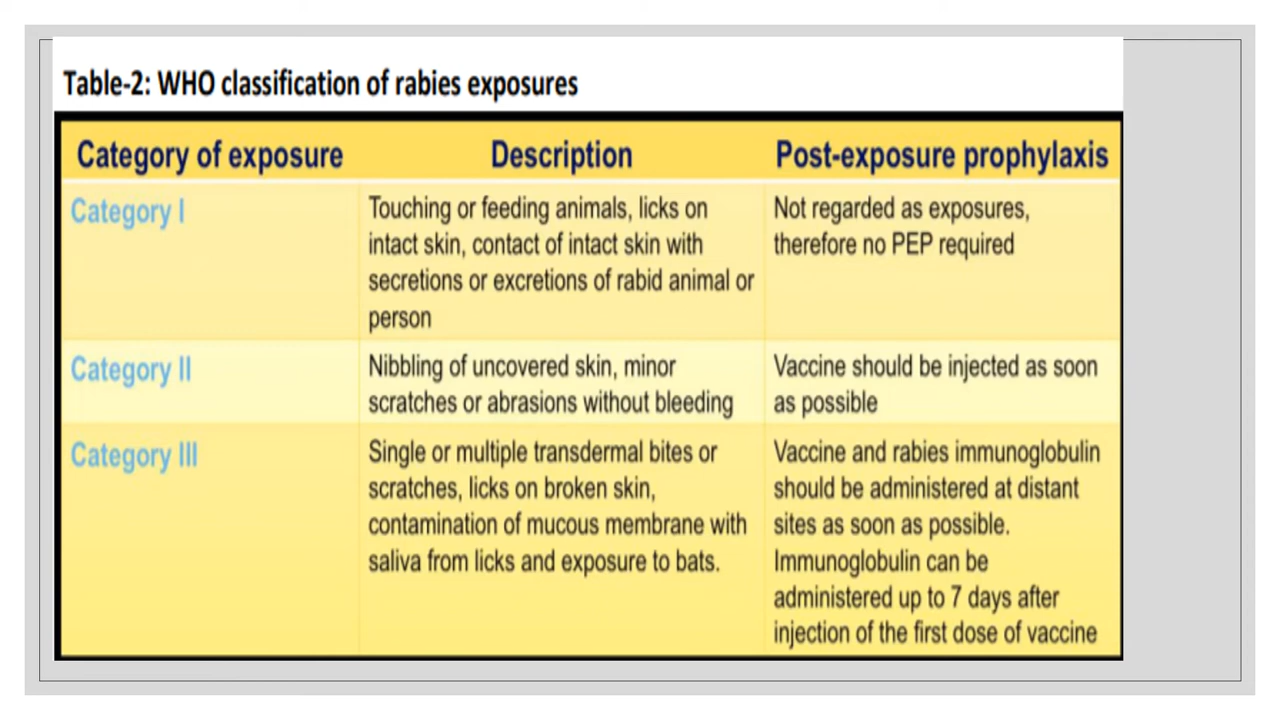 Table-2: WHO classification of rabies exposures
Category of exposure Description Post-exposure prophylaxis
Category I
Touching or feeding animals, licks on
intact skin, contact of intact skin with
secretions or excretions of rabid animal or
person
Not regarded as exposures,
therefore no PEP required
Category II
Nibbling of uncovered skin, minor
scratches or abrasions without bleeding
Vaccine should be injected as soon
as possible
Category III
Single or multiple transdermal bites or
scratches, licks on broken skin,
contamination of mucous membrane with
saliva from licks and exposure to bats.
Vaccine and rabies immunoglobulin
should be administered at distant
sites as soon as possible.
Immunoglobulin can be
administered up to 7 days after
injection of the first dose of vaccine